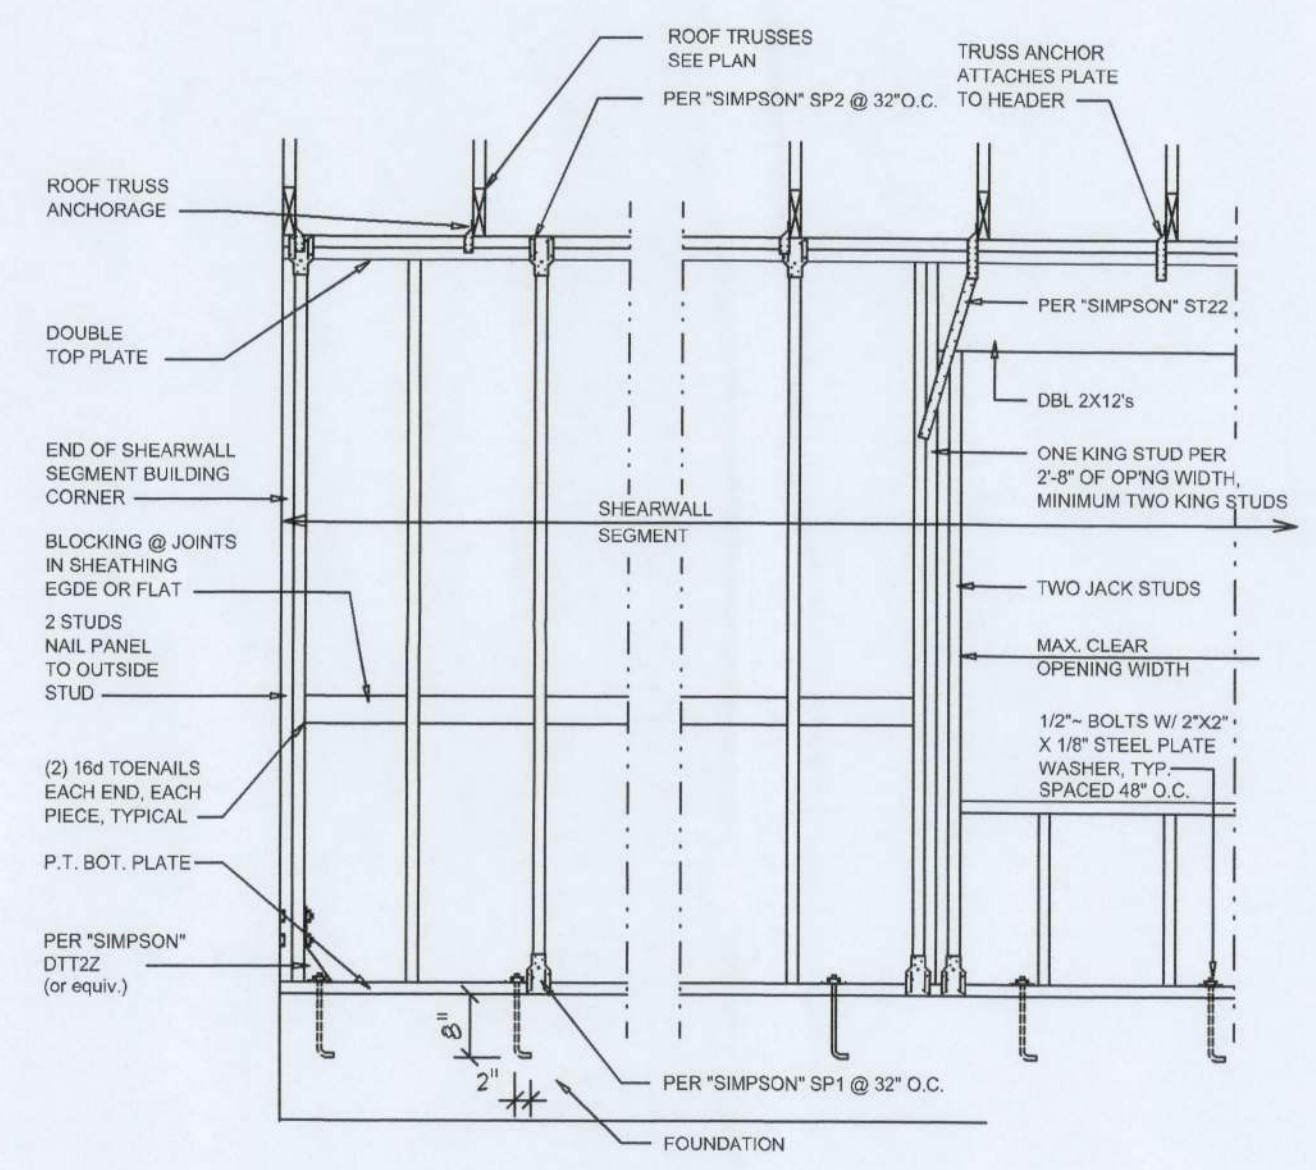 ROOF TRUSSES
SEE PLAN
PER "SIMPSON" SP2 @ 32"O.C.
TRUSS ANCHOR
ATTACHES PLATE
TO HEADER
ROOF TRUSS
ANCHORAGE
DOUBLE
TOP PLATE
PER "SIMPSON" ST22
DBL 2X12's
END OF SHEARWALL
SEGMENT BUILDING
CORNER
ONE KING STUD PER
2'-8" OF OP'NG WIDTH,
MINIMUM TWO KING STUDS
SHEARWALL
SEGMENT
BLOCKING @ JOINTS
IN SHEATHING
EGDE OR FLAT
2 STUDS
NAIL PANEL
TO OUTSIDE
STUD
TWO JACK STUDS
MAX. CLEAR
OPENING WIDTH
1/2"~ BOLTS W/ 2"X2"
X 1/8" STEEL PLATE
WASHER, TYP.
SPACED 48" O.C.
(2) 16d TOENAILS
EACH END, EACH
PIECE, TYPICAL
P.T. BOT. PLATE
PER "SIMPSON"
DTT2Z
(or equiv.)
8"
2"
PER "SIMPSON" SP1 @ 32" O.C.
FOUNDATION